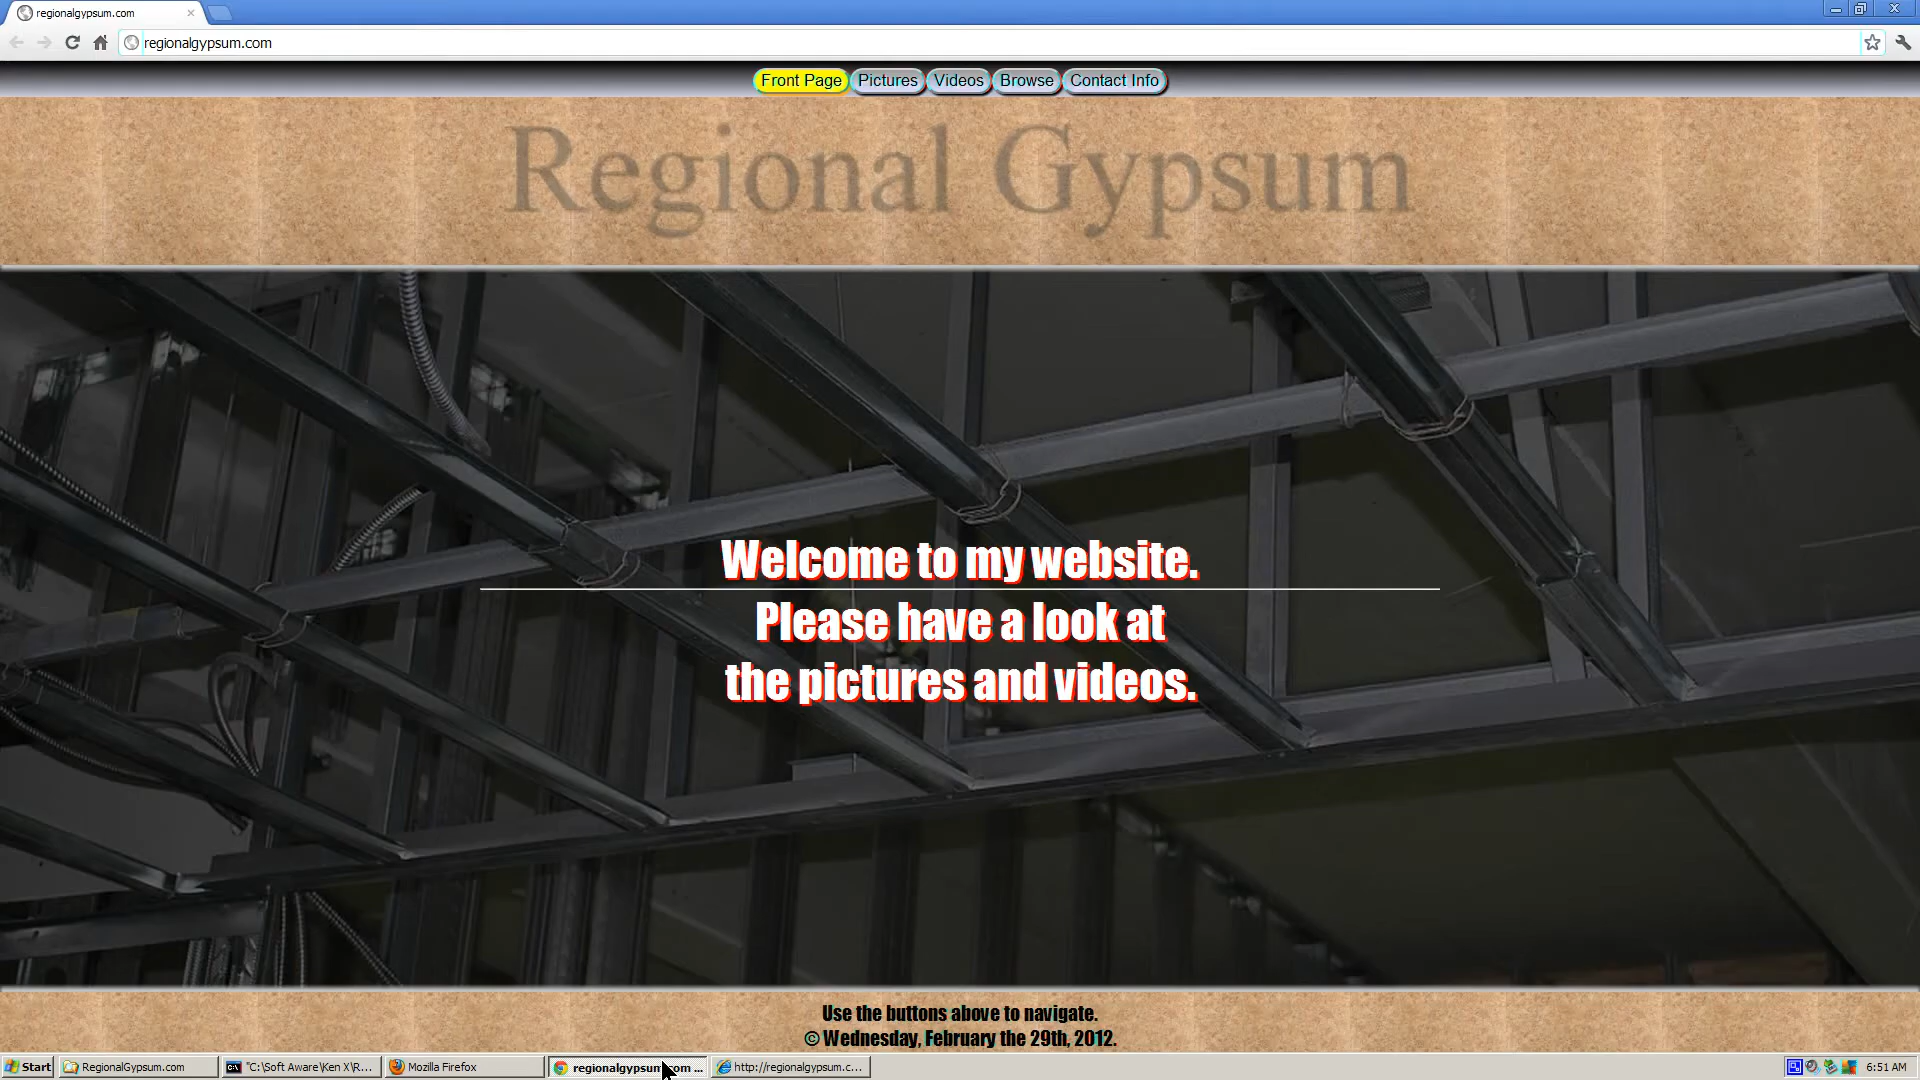 regionalgypsum.com
regionalgypsum.com
Front Page Pictures Videos Browse Contact Info
Regional Gypsum
Welcome to my website.
Please have a look at
the pictures and videos.
Use the buttons above to navigate.
© Wednesday, February the 29th, 2012.
Start RegionalGypsum.com "C:\Soft Aware\Ken X\R... Mozilla Firefox regionalgypsum.com ... http://regionalgypsum.c... 6:51 AM